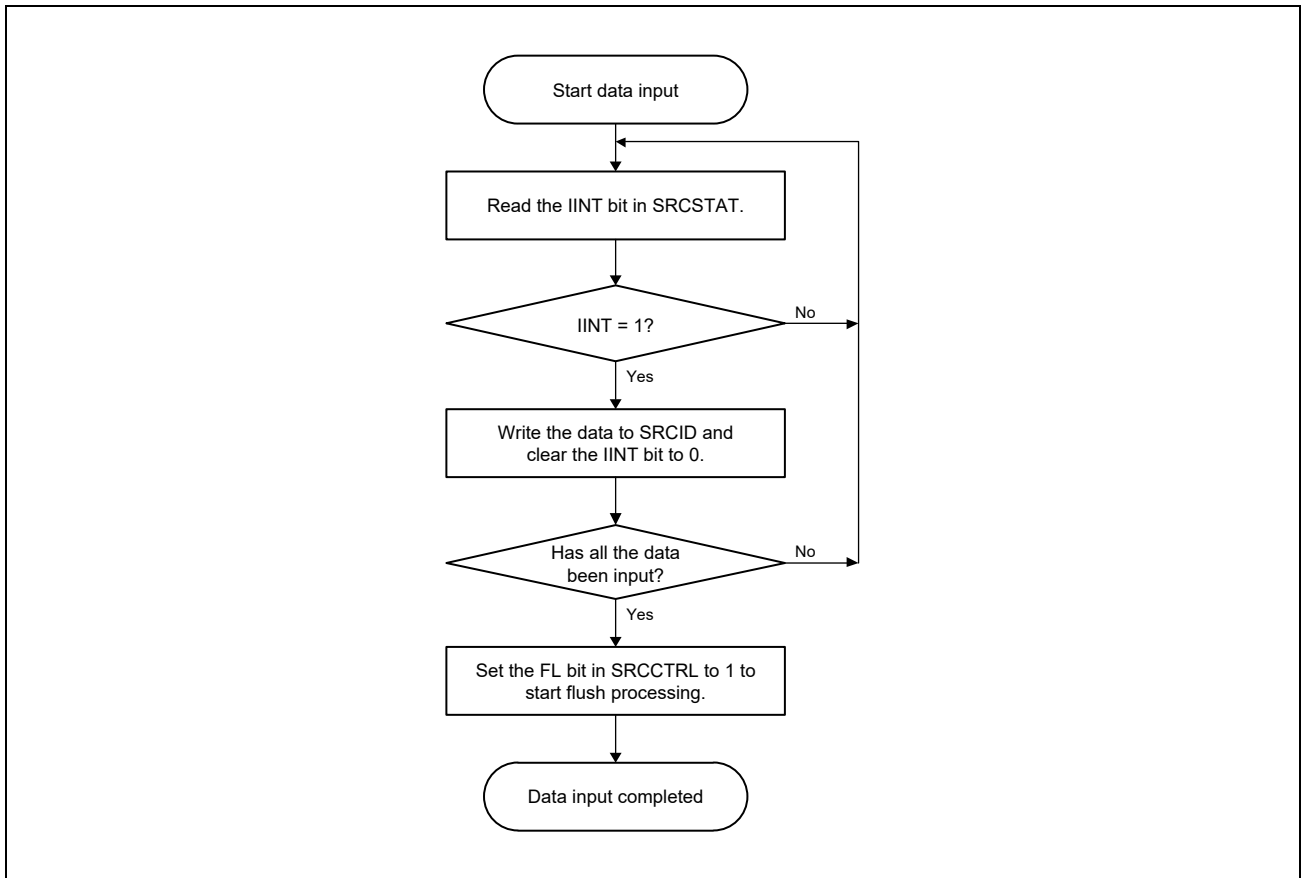 Start data input
Read the IINT bit in SRCSTAT.
IINT = 1?
No
Yes
Write the data to SRCID and
clear the IINT bit to 0.
Has all the data
been input?
No
Yes
Set the FL bit in SRCCTRL to 1 to
start flush processing.
Data input completed